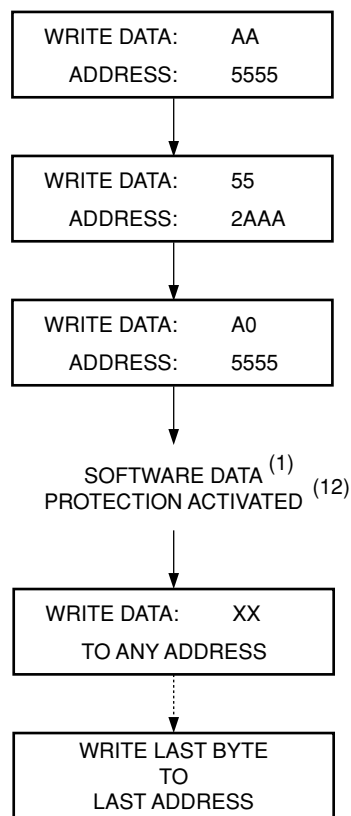 WRITE DATA: AA
ADDRESS: 5555
WRITE DATA: 55
ADDRESS: 2AAA
WRITE DATA: A0
ADDRESS: 5555
SOFTWARE DATA (1)
PROTECTION ACTIVATED (12)
WRITE DATA: XX
TO ANY ADDRESS
WRITE LAST BYTE
TO
LAST ADDRESS